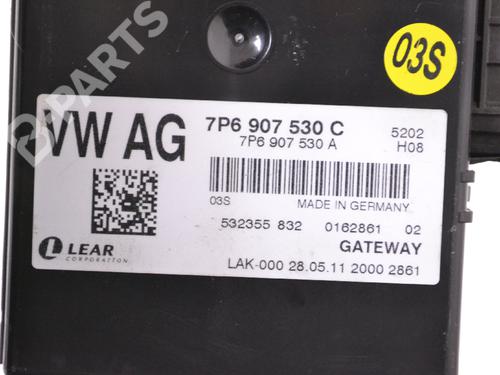 B-PARTS
03S
VW AG
7P6 907 530 C
5202
7P6 907 530 A
H08
03S
MADE IN GERMANY
532355 832
0162861
02
LEAR
CORPORATION
GATEWAY
LAK-000 28.05.11 2000 2861